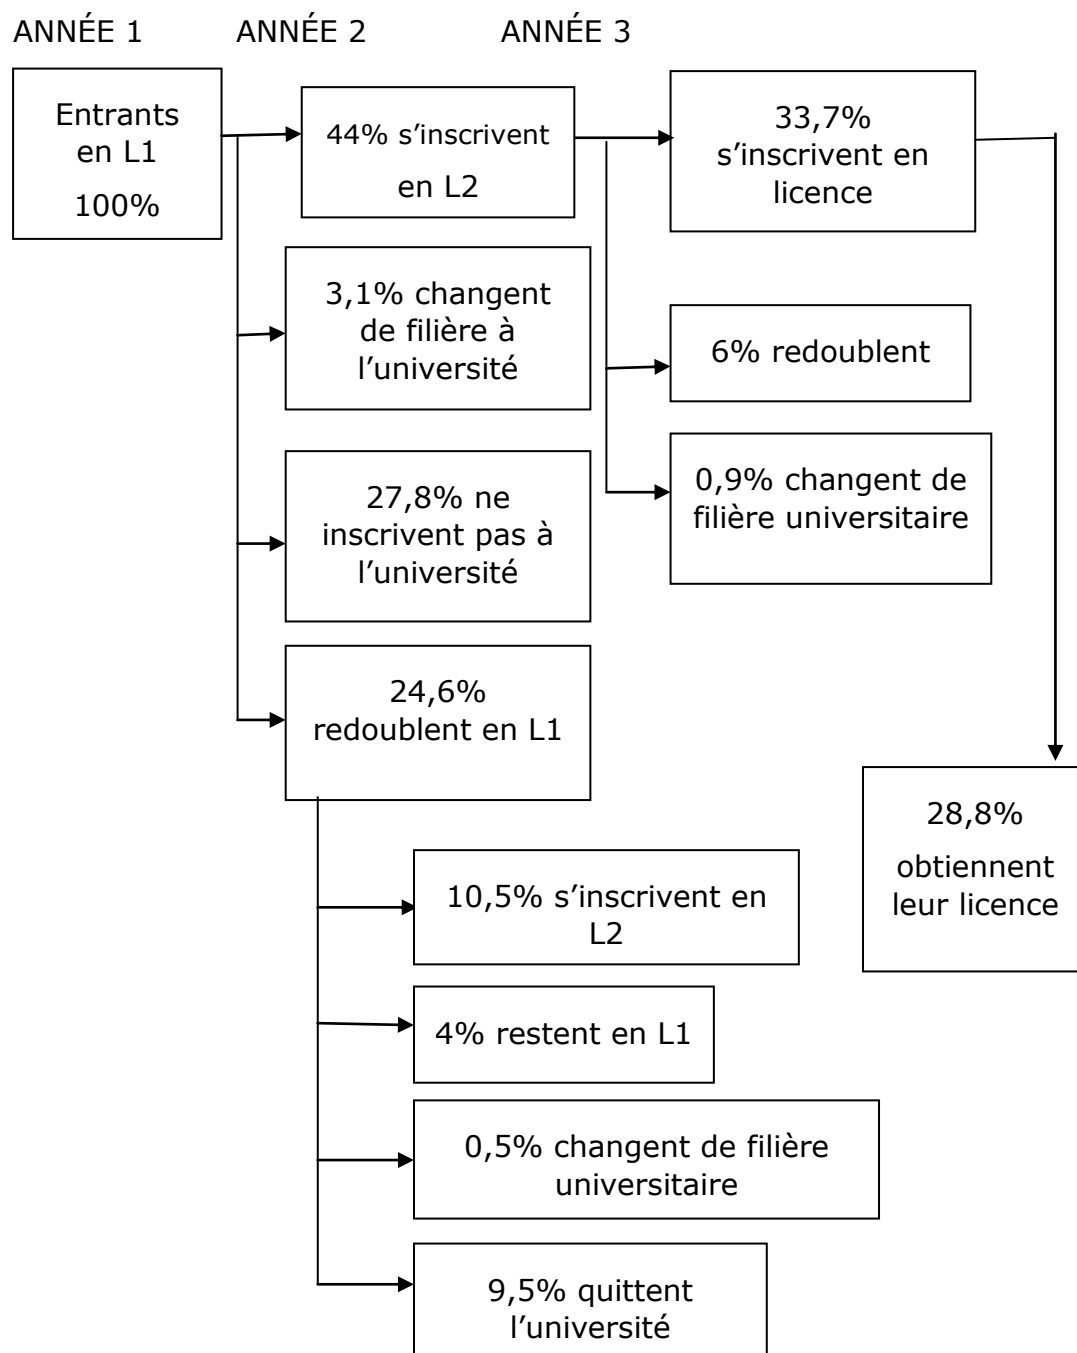 ANNÉE 1 ANNÉE 2 ANNÉE 3
Entrants
en L1
100%
44% s’inscrivent
en L2
33,7%
s’inscrivent en
licence
3,1% changent
de filière à
l’université
6% redoublent
27,8% ne
inscrivent pas à
l’université
0,9% changent de
filière universitaire
24,6%
redoublent en L1
28,8%
obtiennent
leur licence
10,5% s’inscrivent en
L2
4% restent en L1
0,5% changent de filière
universitaire
9,5% quittent
l’université